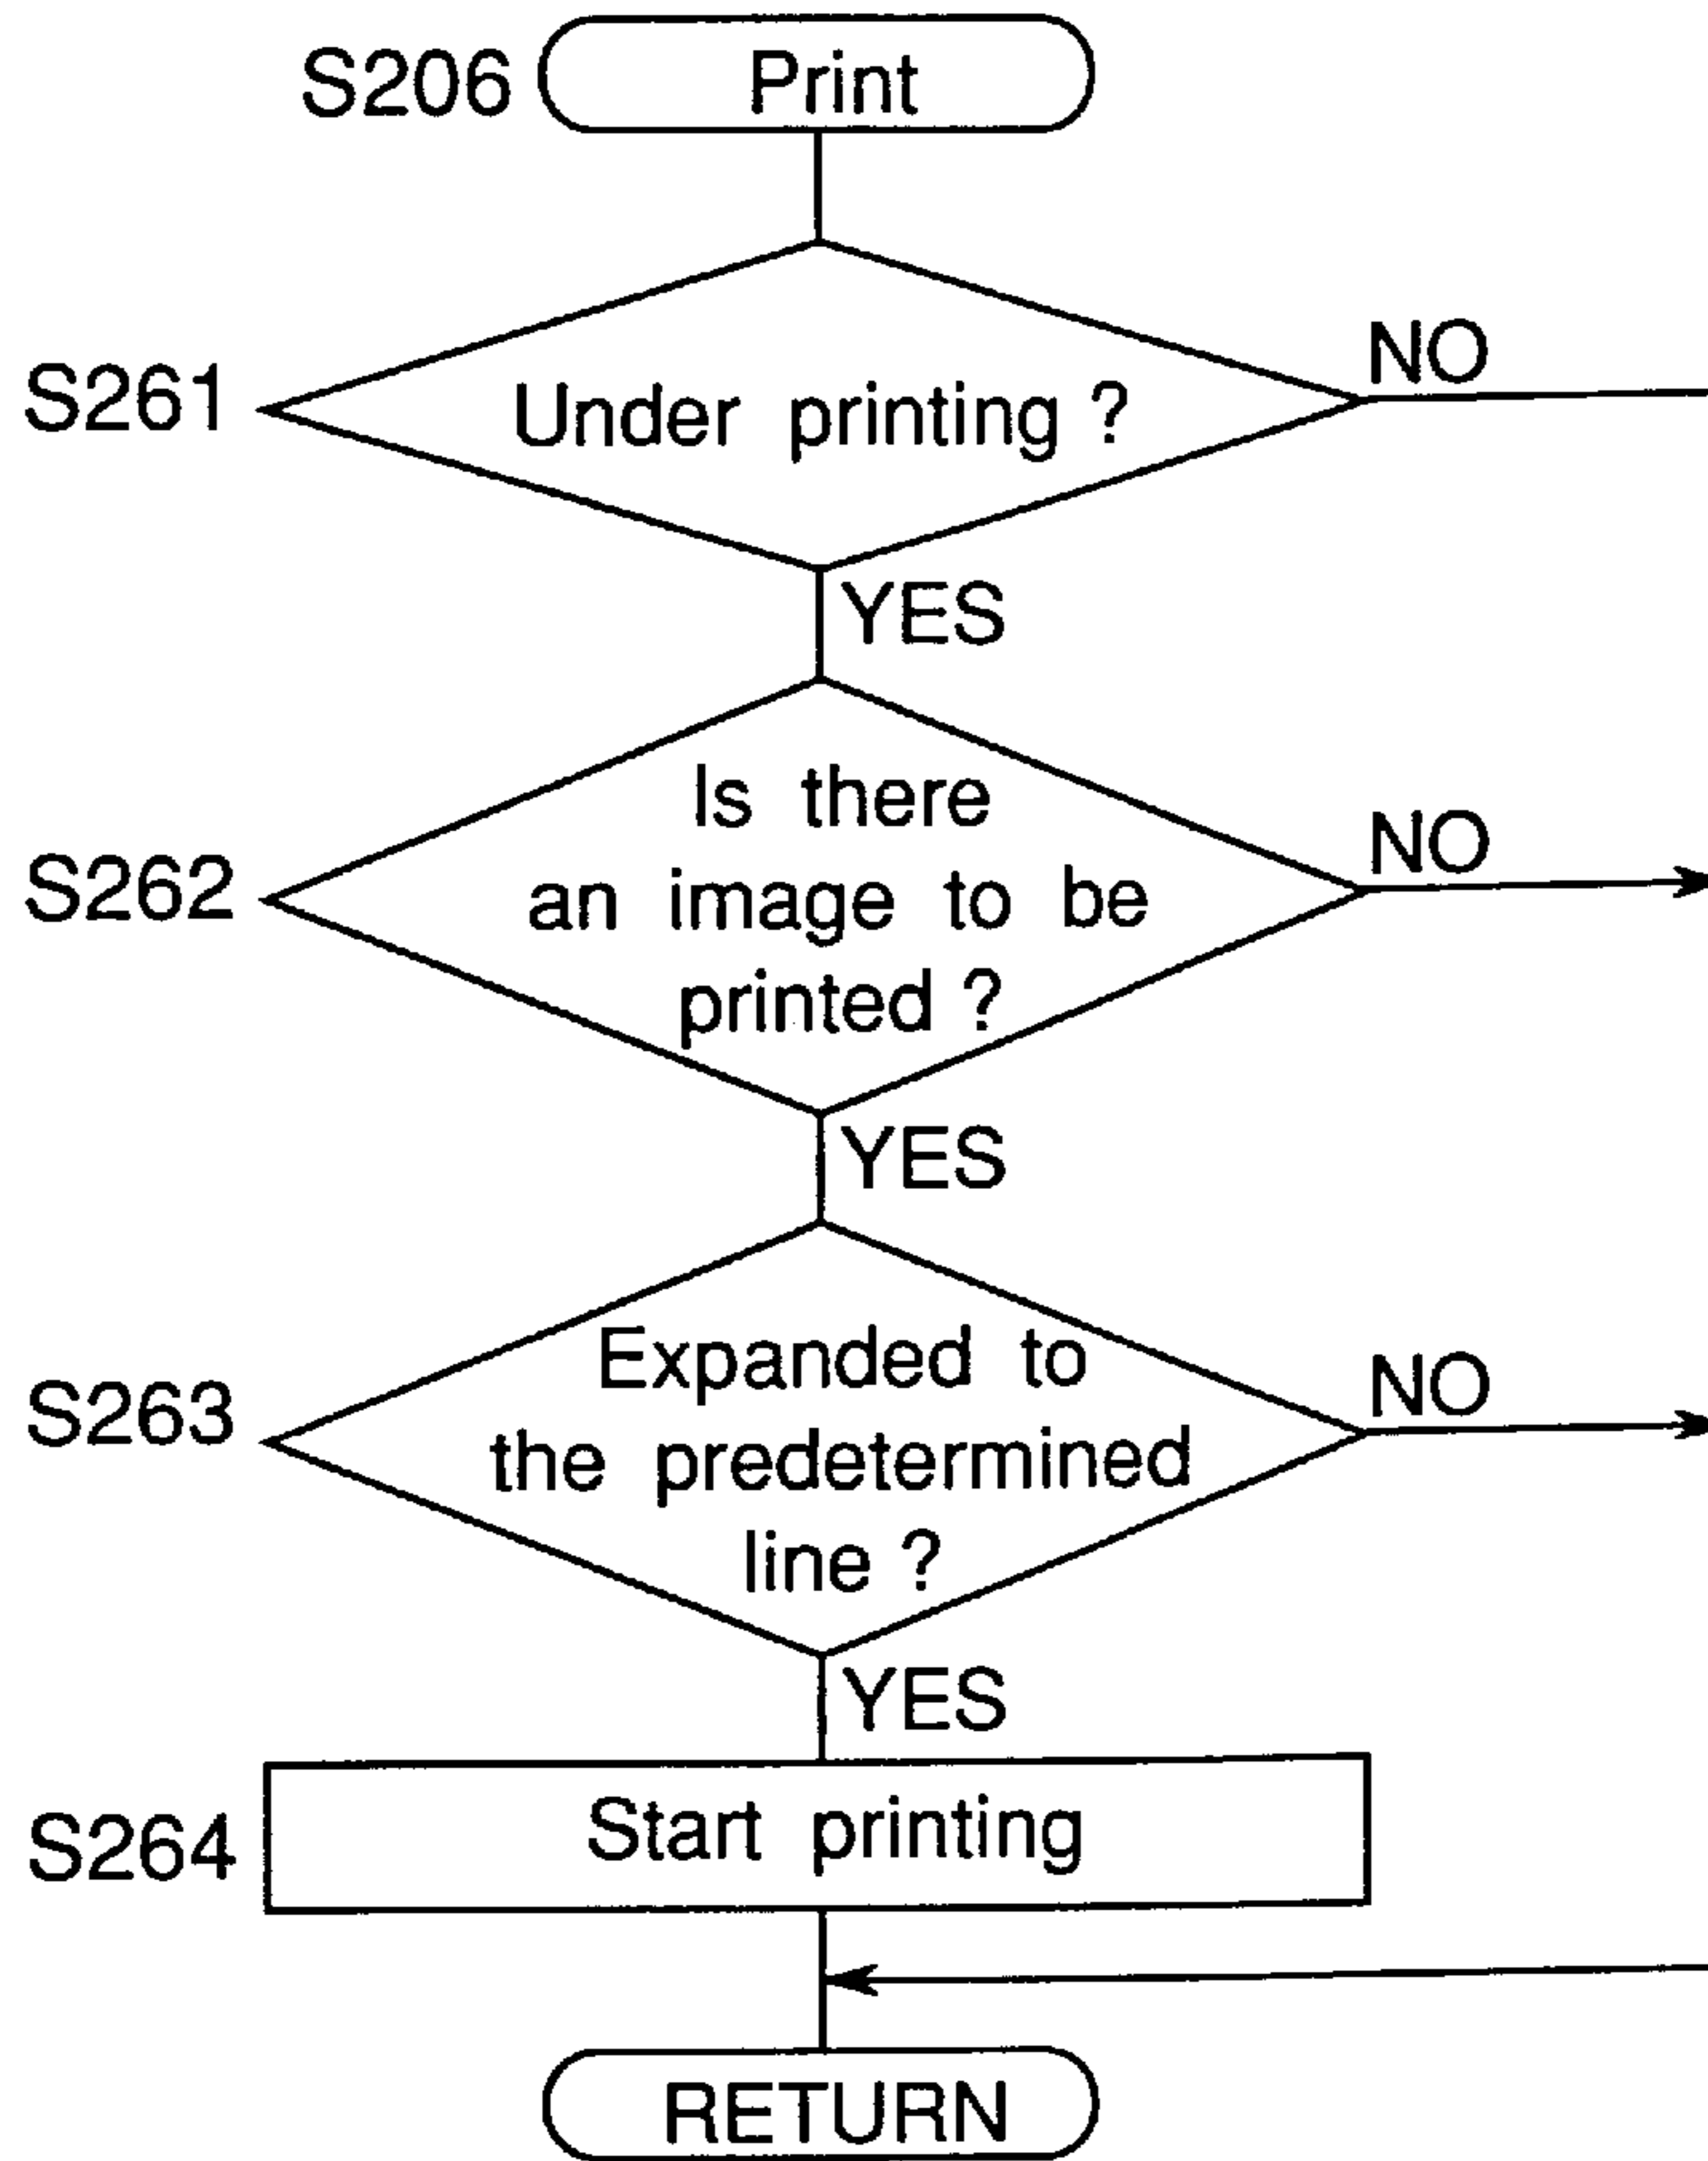 S206
Print
S261
Under printing ?
NO
YES
S262
Is there
an image to be
printed ?
NO
YES
S263
Expanded to
the predetermined
line ?
NO
YES
S264
Start printing
RETURN